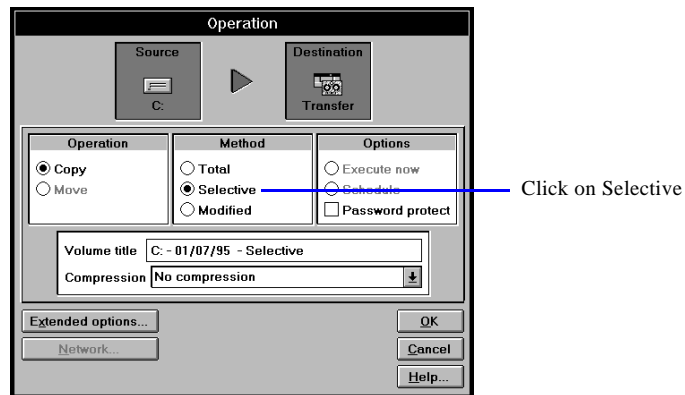 Operation
Source
C:
Destination
Transfer
Operation
Copy
Move
Method
Total
Selective
Modified
Options
Execute now
Schedule
Password protect
Click on Selective
Volume title C: - 01/07/95 - Selective
Compression No compression
Extended options...
Network...
OK
Cancel
Help...